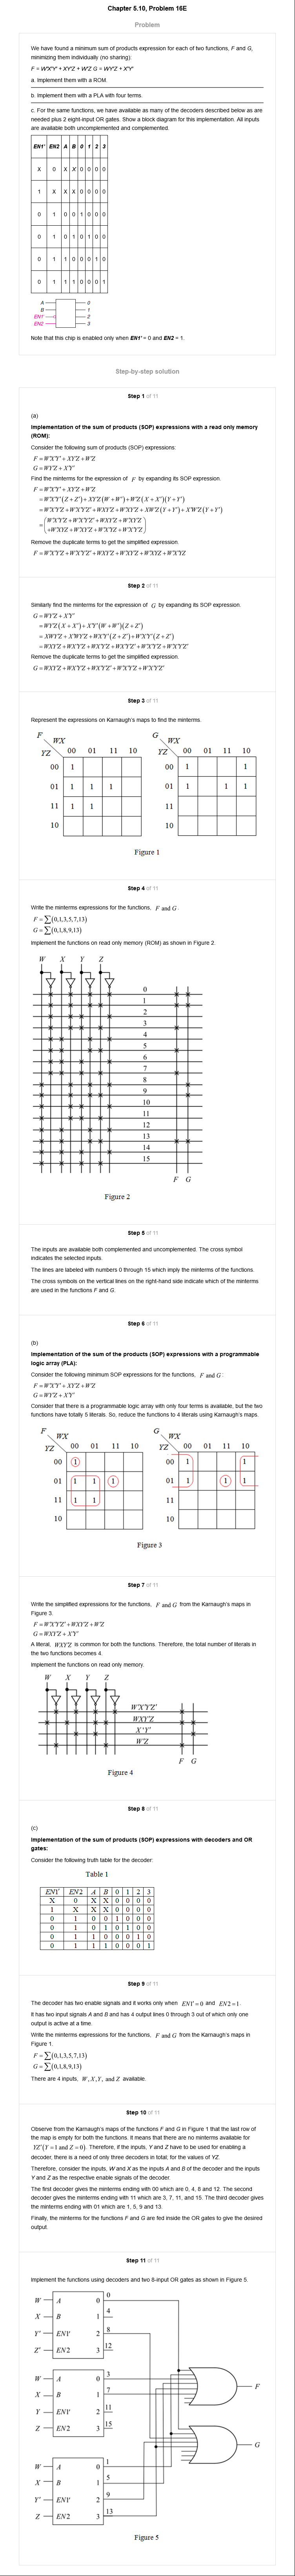 Chapter 5.10, Problem 16E
Problem
We have found a minimum sum of products expression for each of two functions, F and G,
minimizing them individually (no sharing):
F = WX'Y' + XY'Z + W'Z G = WY'Z + X'Y'
a. Implement them with a ROM.
b. Implement them with a PLA with four terms.
c. For the same functions, we have available as many of the decoders described below as are
needed plus 2 eight-input OR gates. Show a block diagram for this implementation. All inputs
are available both uncomplemented and complemented.
EN1' EN2 A B 0 1 2 3
X 0 X X 0 0 0 0
1 X X X 0 0 0 0
0 1 0 0 1 0 0 0
0 1 0 1 0 1 0 0
0 1 1 0 0 0 1 0
0 1 1 1 0 0 0 1
A 0
B 1
EN1 2
EN2 3
Note that this chip is enabled only when EN1' = 0 and EN2 = 1.
Step-by-step solution
Step 1 of 11
(a)
Implementation of the sum of products (SOP) expressions with a read only memory
(ROM):
Consider the following sum of products (SOP) expressions:
F = W'X'Y' + XY'Z + W'Z
G = WY'Z + X'Y'
Find the minterms for the expression of F by expanding its SOP expression.
F = W'X'Y' + XY'Z + W'Z
= W'X'Y'(Z + Z') + XY'Z(W + W') + W'Z(X + X')(Y + Y')
Remove the duplicate terms to get the simplified expression.
Step 2 of 11
Similarly find the minterms for the expression of G by expanding its SOP expression.
G = WY'Z + X'Y'
= WY'Z(X + X') + X'Y'(W + W')(Z + Z')
Remove the duplicate terms to get the simplified expression.
Step 3 of 11
Represent the expressions on Karnaugh's maps to find the minterms.
F G
WX WX
YZ 00 01 11 10 YZ 00 01 11 10
00 1 00 1 1
01 1 1 1 01 1 1 1
11 1 1 11
10 10
Figure 1
Step 4 of 11
Write the minterms expressions for the functions, F and G.
F = ∑(0,1,3,5,7,13)
G = ∑(0,1,8,9,13)
Implement the functions on read only memory (ROM) as shown in Figure 2.
W X Y Z
0
1
2
3
4
5
6
7
8
9
10
11
12
13
14
15
F G
Figure 2
Step 5 of 11
The inputs are available both complemented and uncomplemented. The cross symbol
indicates the selected inputs.
The lines are labeled with numbers 0 through 15 which imply the minterms of the functions.
The cross symbols on the vertical lines on the right-hand side indicate which of the minterms
are used in the functions F and G.
Step 6 of 11
(b)
Implementation of the sum of the products (SOP) expressions with a programmable
logic array (PLA):
Consider the following minimum SOP expressions for the functions, F and G:
F = W'X'Y' + XY'Z + W'Z
G = WY'Z + X'Y'
Consider that there is a programmable logic array with only four terms is available, but the two
functions have totally 5 literals. So, reduce the functions to 4 literals using Karnaugh's maps.
F G
WX WX
YZ 00 01 11 10 YZ 00 01 11 10
00 1 00 1 1
01 1 1 1 01 1 1 1
11 1 1 11
10 10
Figure 3
Step 7 of 11
Write the simplified expressions for the functions, F and G from the Karnaugh's maps in
Figure 3.
F = W'X'Y'Z' + WXY'Z + W'Z
G = WXY'Z + X'Y'
A literal, WXY'Z is common for both the functions. Therefore, the total number of literals in
the two functions becomes 4.
Implement the functions on read only memory.
W X Y Z
W'X'Y'Z'
WXY'Z
X'Y'
W'Z
F G
Figure 4
Step 8 of 11
(c)
Implementation of the sum of products (SOP) expressions with decoders and OR
gates:
Consider the following truth table for the decoder:
Table 1
EN1' EN2 A B 0 1 2 3
X 0 X X 0 0 0 0
1 X X X 0 0 0 0
0 1 0 0 1 0 0 0
0 1 0 1 0 1 0 0
0 1 1 0 0 0 1 0
0 1 1 1 0 0 0 1
Step 9 of 11
The decoder has two enable signals and it works only when EN1' = 0 and EN2 = 1.
It has two input signals A and B and has 4 output lines 0 through 3 out of which only one
output is active at a time.
Write the minterms expressions for the functions, F and G from the Karnaugh's maps in
Figure 1.
F = ∑(0,1,3,5,7,13)
G = ∑(0,1,8,9,13)
There are 4 inputs, W, X, Y, and Z available.
Step 10 of 11
Observe from the Karnaugh's maps of the functions F and G in Figure 1 that the last row of
the map is empty for both the functions. It means that there are no minterms available for
YZ'(Y = 1 and Z = 0). Therefore, if the inputs, Y and Z have to be used for enabling a
decoder, there is a need of only three decoders in total, for the values of YZ.
Therefore, consider the inputs, W and X as the inputs A and B of the decoder and the inputs
Y and Z as the respective enable signals of the decoder.
The first decoder gives the minterms ending with 00 which are 0, 4, 8 and 12. The second
decoder gives the minterms ending with 11 which are 3, 7, 11, and 15. The third decoder gives
the minterms ending with 01 which are 1, 5, 9 and 13.
Finally, the minterms for the functions F and G are fed inside the OR gates to give the desired
output.
Step 11 of 11
Implement the functions using decoders and two 8-input OR gates as shown in Figure 5.
W A 0 0
X B 1 4
Y' EN1' 2 8
Z' EN2 3 12
W A 0 3
X B 1 7
Y EN1' 2 11
Z EN2 3 15
W A 0 1
X B 1 5
Y' EN1' 2 9
Z EN2 3 13
F
G
Figure 5